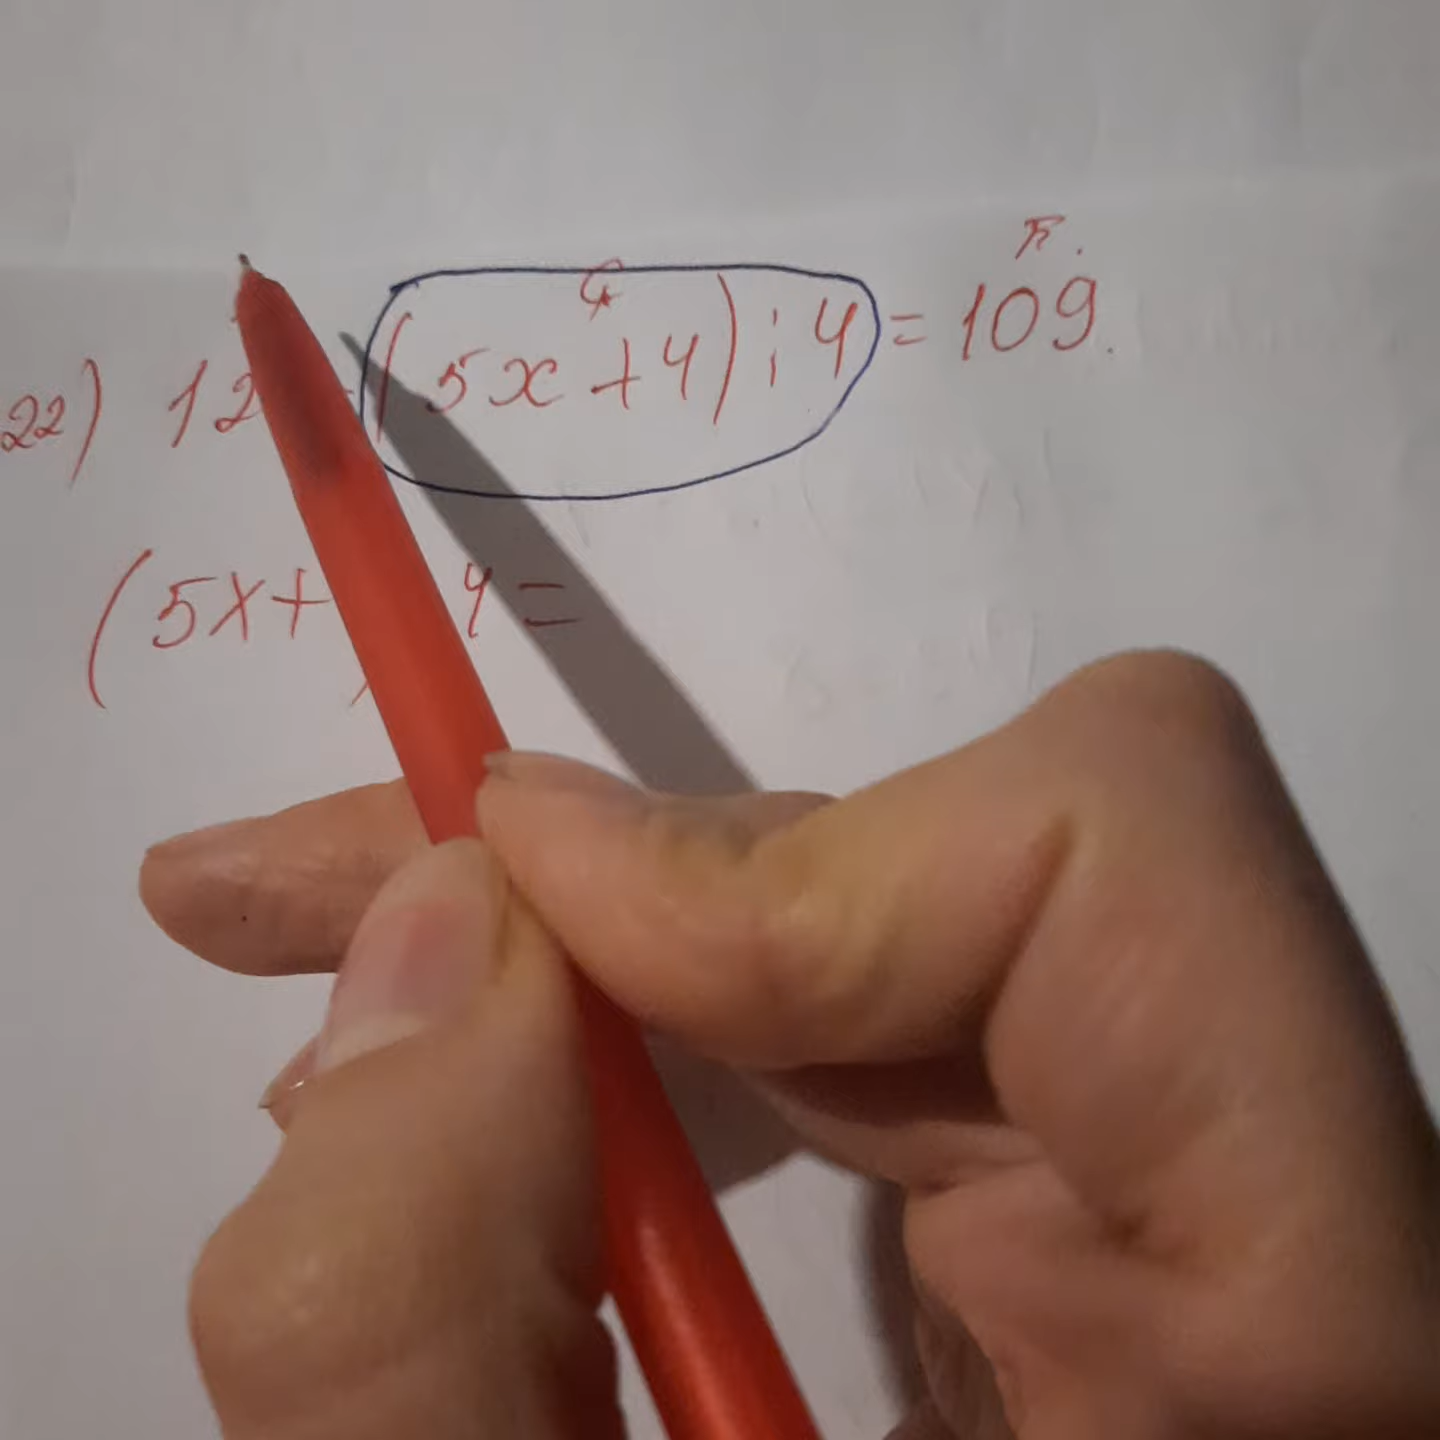 р.
22) 12 - (5x + 4) : 4 = 109.
(5x + 4 =